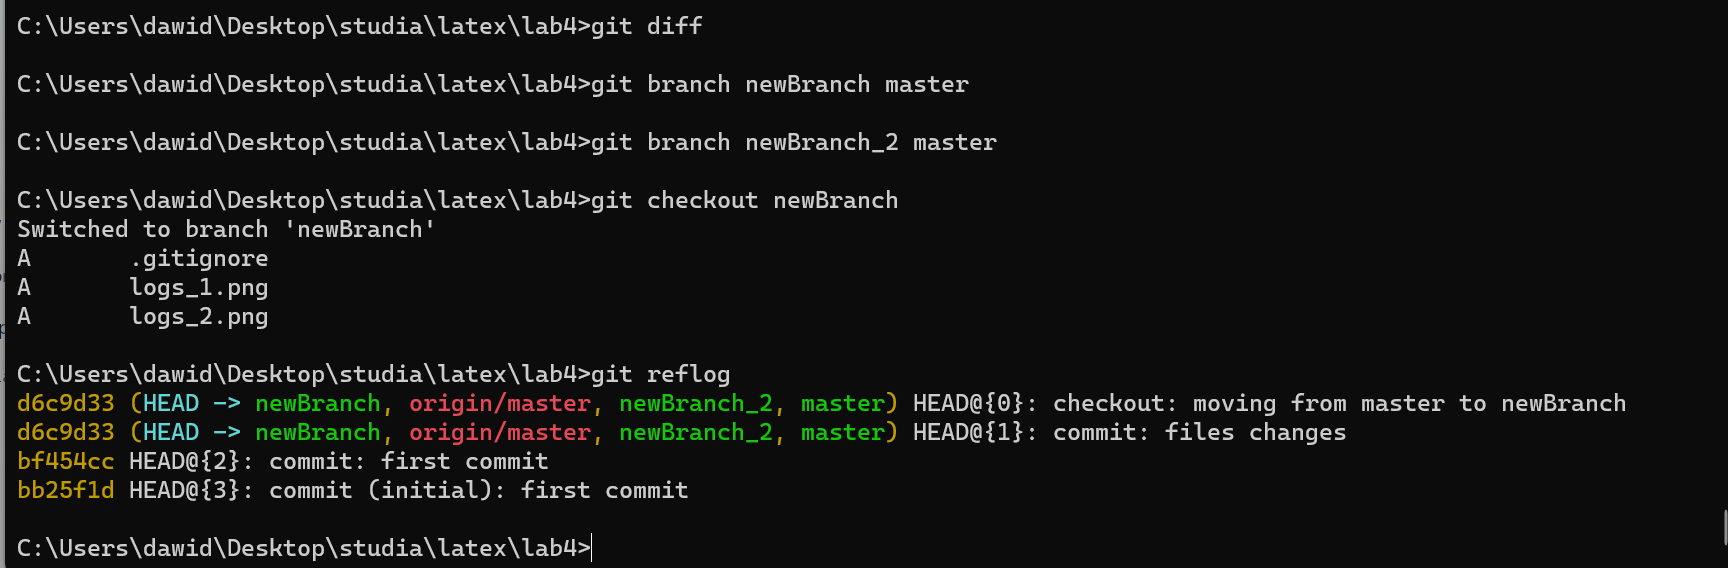 C:\Users\dawid\Desktop\studia\latex\lab4>git diff
C:\Users\dawid\Desktop\studia\latex\lab4>git branch newBranch master
C:\Users\dawid\Desktop\studia\latex\lab4>git branch newBranch_2 master
C:\Users\dawid\Desktop\studia\latex\lab4>git checkout newBranch
Switched to branch 'newBranch'
A       .gitignore
A       logs_1.png
A       logs_2.png
C:\Users\dawid\Desktop\studia\latex\lab4>git reflog
d6c9d33 (HEAD -> newBranch, origin/master, newBranch_2, master) HEAD@{0}: checkout: moving from master to newBranch
d6c9d33 (HEAD -> newBranch, origin/master, newBranch_2, master) HEAD@{1}: commit: files changes
bf454cc HEAD@{2}: commit: first commit
bb25f1d HEAD@{3}: commit (initial): first commit
C:\Users\dawid\Desktop\studia\latex\lab4>